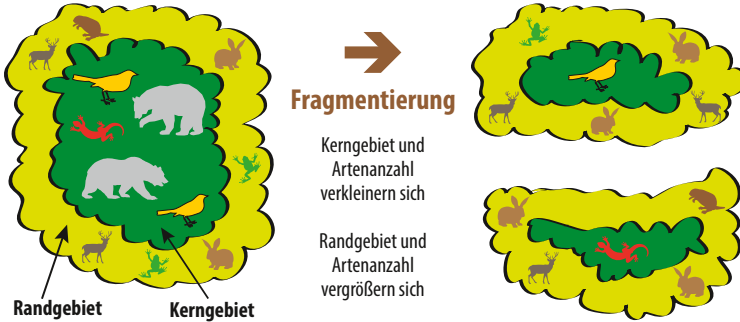 Fragmentierung
Kerngebiet und
Artenanzahl
verkleinern sich
Randgebiet und
Artenanzahl
vergrößern sich
Randgebiet
Kerngebiet